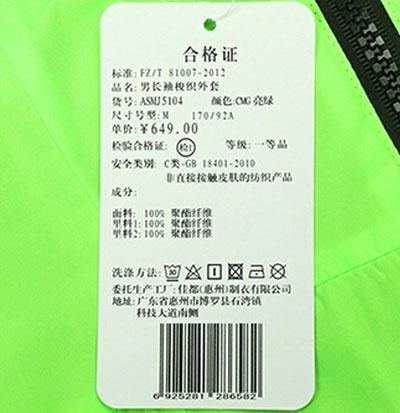 合格证
标准: FZ/T 81007-2012
品名: 男长袖梭织外套
货号: ASMJ5104 颜色: CMG 亮绿
尺寸号型: M 170/92A
单价: ¥649.00
检验合格证: 检1 等级: 一等品
安全类别: C类-GB 18401-2010
非直接接触皮肤的纺织产品
成分:
面料: 100% 聚酯纤维
里料1: 100% 聚酯纤维
里料2: 100% 聚酯纤维
洗涤方法:
委托生产工厂: 佳都(惠州)制衣有限公司
地址: 广东省惠州市博罗县石湾镇
科技大道南侧
6 925281 286582